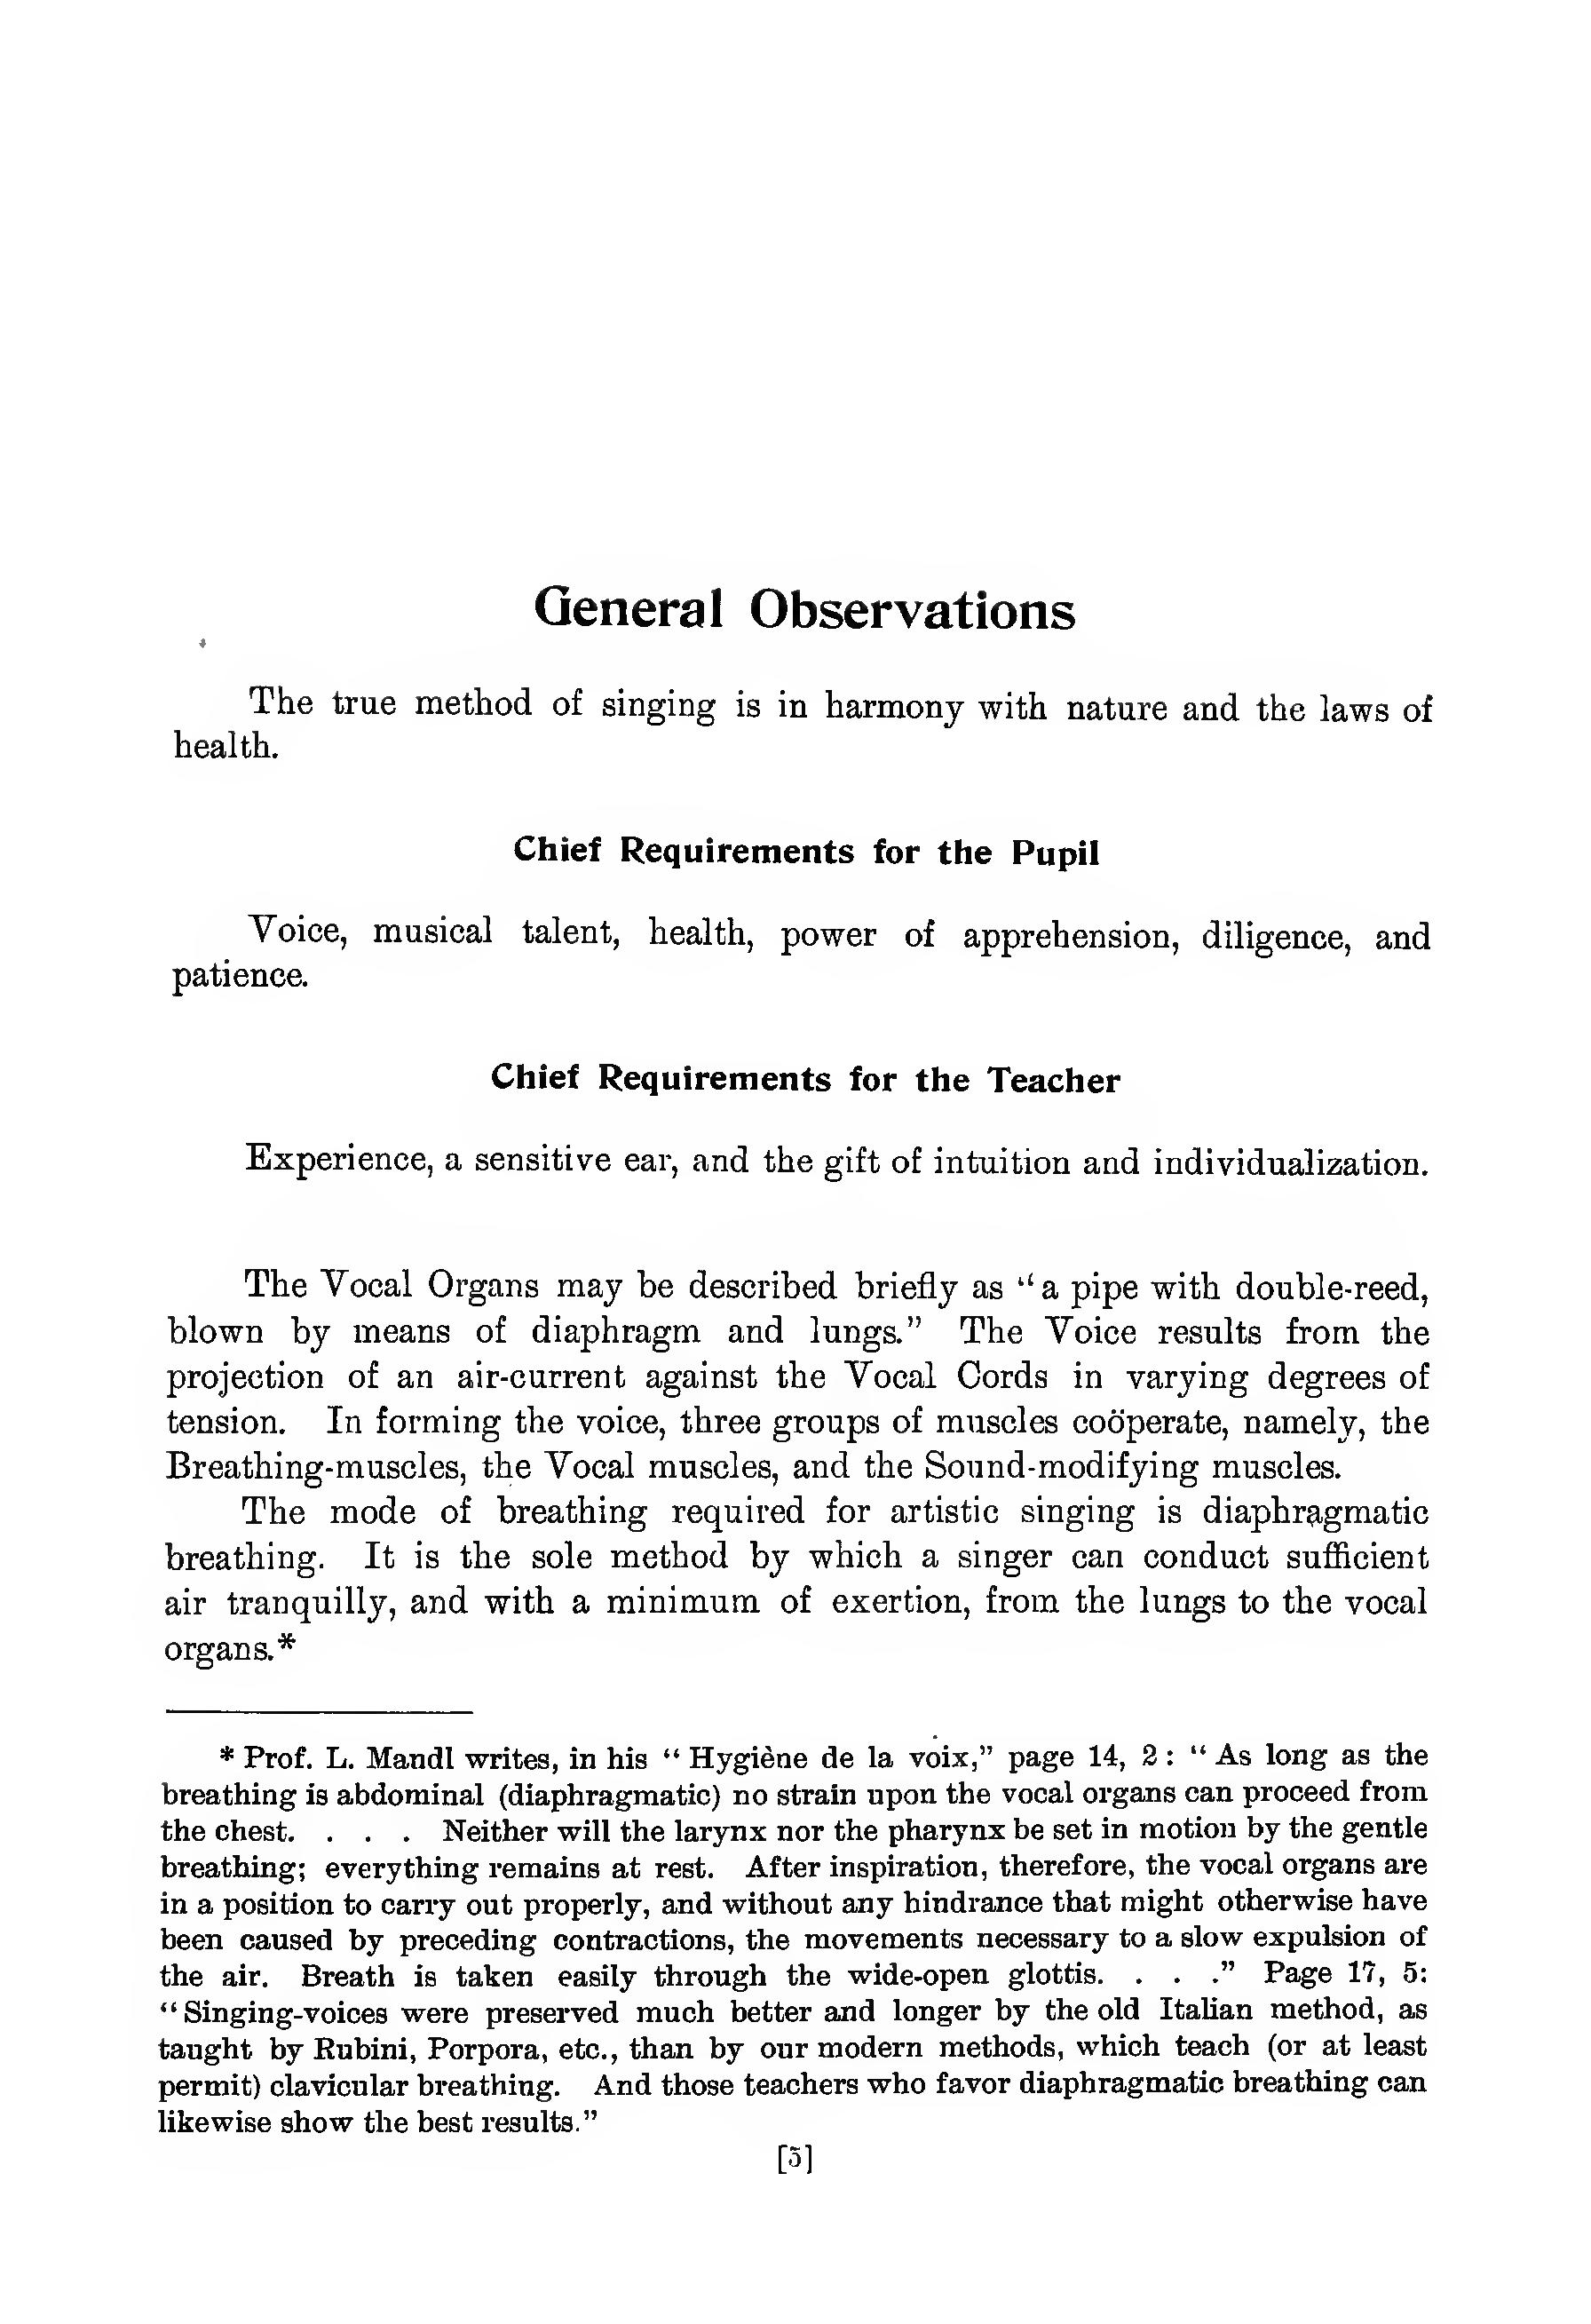 General Observations
The true method of singing is in harmony with nature and the laws of
health.
Chief Requirements for the Pupil
Voice, musical talent, health, power of apprehension, diligence, and
patience.
Chief Requirements for the Teacher
Experience, a sensitive ear, and the gift of intuition and individualization.
The Vocal Organs may be described briefly as “a pipe with double-reed,
blown by means of diaphragm and lungs.” The Voice results from the
projection of an air-current against the Vocal Cords in varying degrees of
tension. In forming the voice, three groups of muscles coöperate, namely, the
Breathing-muscles, the Vocal muscles, and the Sound-modifying muscles.
The mode of breathing required for artistic singing is diaphragmatic
breathing. It is the sole method by which a singer can conduct sufficient
air tranquilly, and with a minimum of exertion, from the lungs to the vocal
organs.*
* Prof. L. Mandl writes, in his “Hygiène de la voix,” page 14, 2: “As long as the
breathing is abdominal (diaphragmatic) no strain upon the vocal organs can proceed from
the chest. . . . Neither will the larynx nor the pharynx be set in motion by the gentle
breathing; everything remains at rest. After inspiration, therefore, the vocal organs are
in a position to carry out properly, and without any hindrance that might otherwise have
been caused by preceding contractions, the movements necessary to a slow expulsion of
the air. Breath is taken easily through the wide-open glottis. . . .” Page 17, 5:
“Singing-voices were preserved much better and longer by the old Italian method, as
taught by Rubini, Porpora, etc., than by our modern methods, which teach (or at least
permit) clavicular breathing. And those teachers who favor diaphragmatic breathing can
likewise show the best results.”
[5]